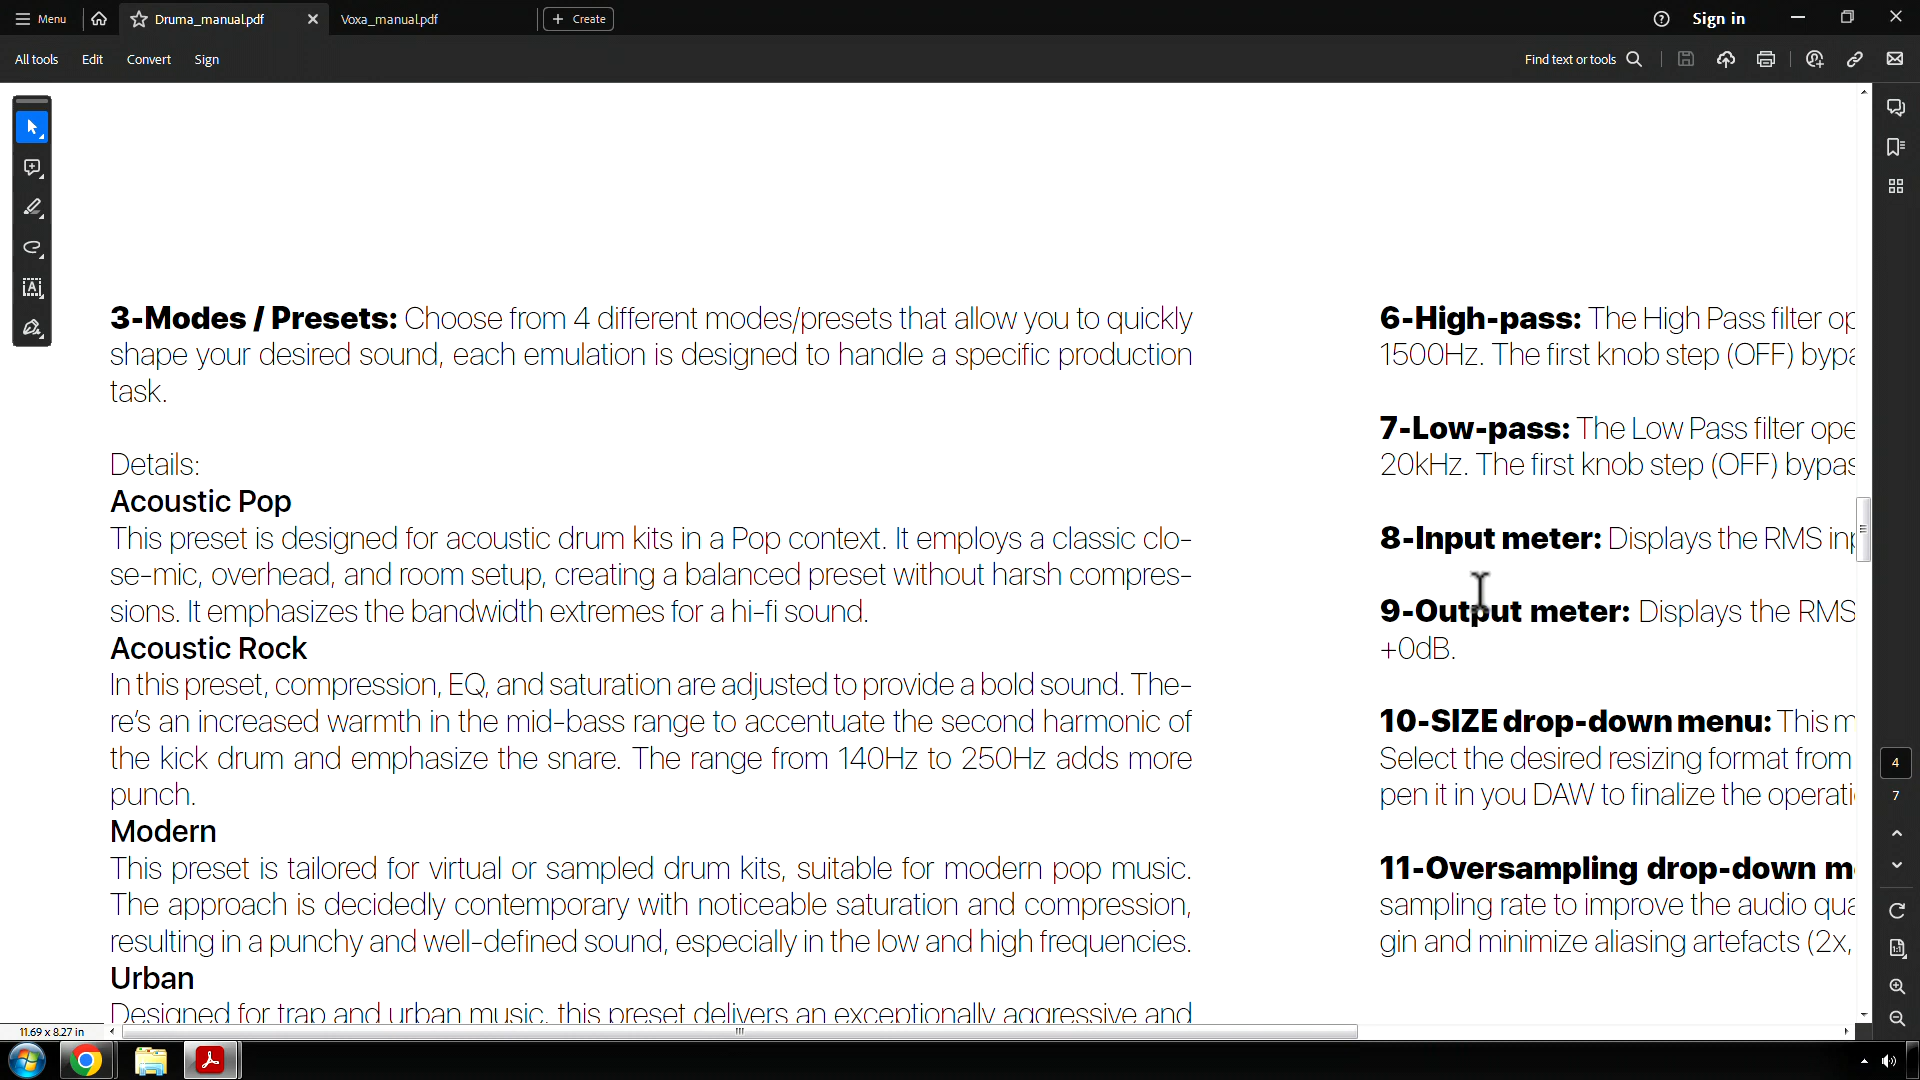 Menu
Druma_manual.pdf
Voxa_manual.pdf
Create
Sign in
All tools
Edit
Convert
Sign
Find text or tools
3-Modes / Presets: Choose from 4 different modes/presets that allow you to quickly
shape your desired sound, each emulation is designed to handle a specific production
task.
Details:
Acoustic Pop
This preset is designed for acoustic drum kits in a Pop context. It employs a classic clo-
se-mic, overhead, and room setup, creating a balanced preset without harsh compres-
sions. It emphasizes the bandwidth extremes for a hi-fi sound.
Acoustic Rock
In this preset, compression, EQ, and saturation are adjusted to provide a bold sound. The-
re's an increased warmth in the mid-bass range to accentuate the second harmonic of
the kick drum and emphasize the snare. The range from 140Hz to 250Hz adds more
punch.
Modern
This preset is tailored for virtual or sampled drum kits, suitable for modern pop music.
The approach is decidedly contemporary with noticeable saturation and compression,
resulting in a punchy and well-defined sound, especially in the low and high frequencies.
Urban
Designed for trap and urban music, this preset delivers an exceptionally aggressive and
6-High-pass: The High Pass filter op
1500Hz. The first knob step (OFF) bypa
7-Low-pass: The Low Pass filter ope
20kHz. The first knob step (OFF) bypas
8-Input meter: Displays the RMS inp
9-Output meter: Displays the RMS
+0dB.
10-SIZE drop-down menu: This m
Select the desired resizing format from
pen it in you DAW to finalize the operati
11-Oversampling drop-down m
sampling rate to improve the audio qua
gin and minimize aliasing artefacts (2x,
4
7
11.69 x 8.27 in